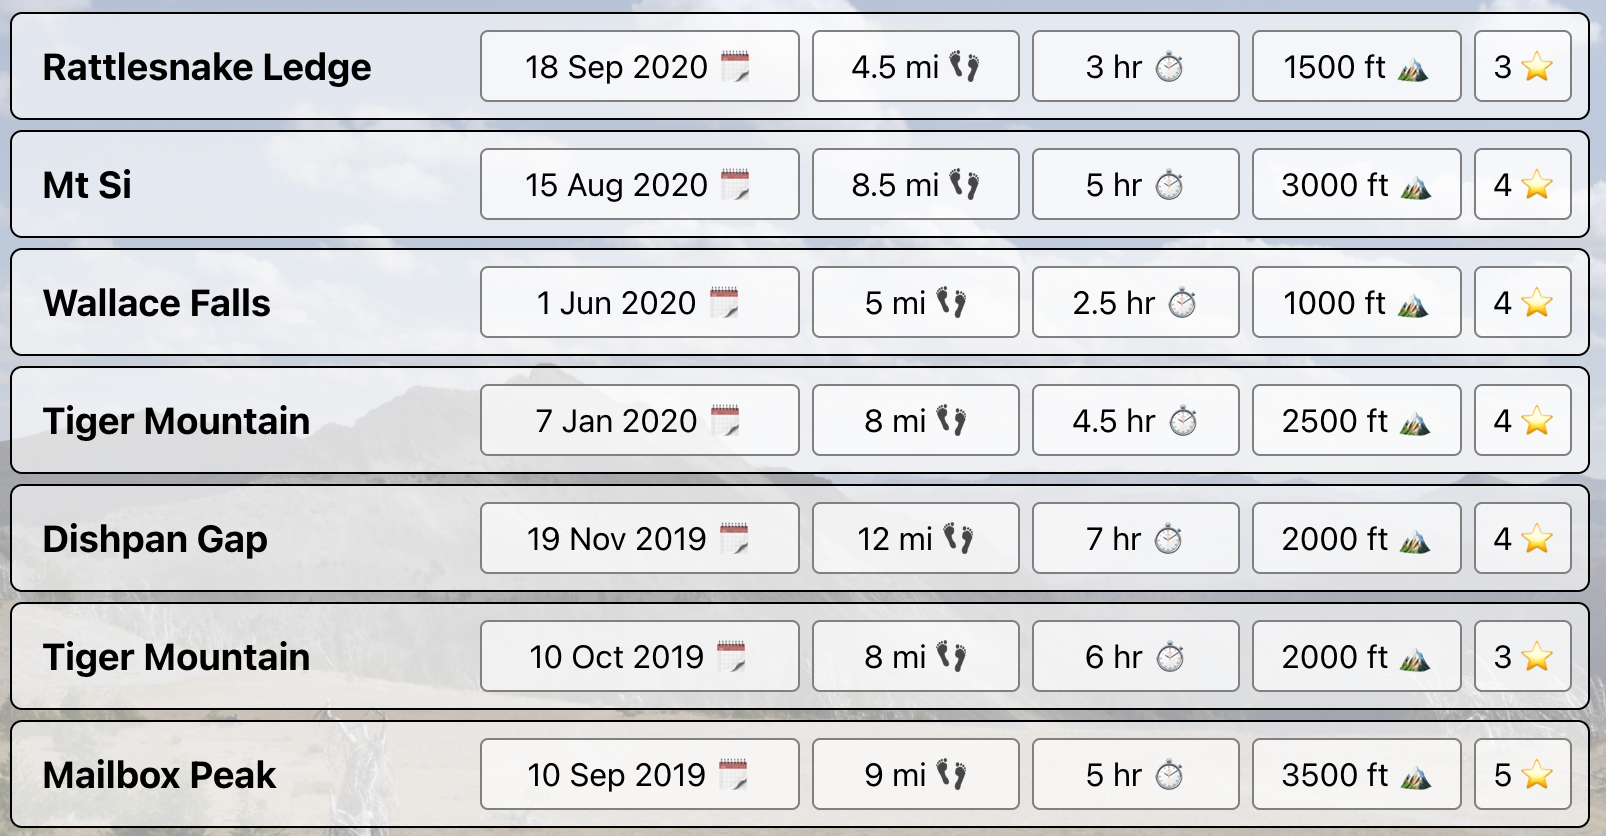 Rattlesnake Ledge 18 Sep 2020 4.5 mi 3 hr 1500 ft 3
Mt Si 15 Aug 2020 8.5 mi 5 hr 3000 ft 4
Wallace Falls 1 Jun 2020 5 mi 2.5 hr 1000 ft 4
Tiger Mountain 7 Jan 2020 8 mi 4.5 hr 2500 ft 4
Dishpan Gap 19 Nov 2019 12 mi 7 hr 2000 ft 4
Tiger Mountain 10 Oct 2019 8 mi 6 hr 2000 ft 3
Mailbox Peak 10 Sep 2019 9 mi 5 hr 3500 ft 5